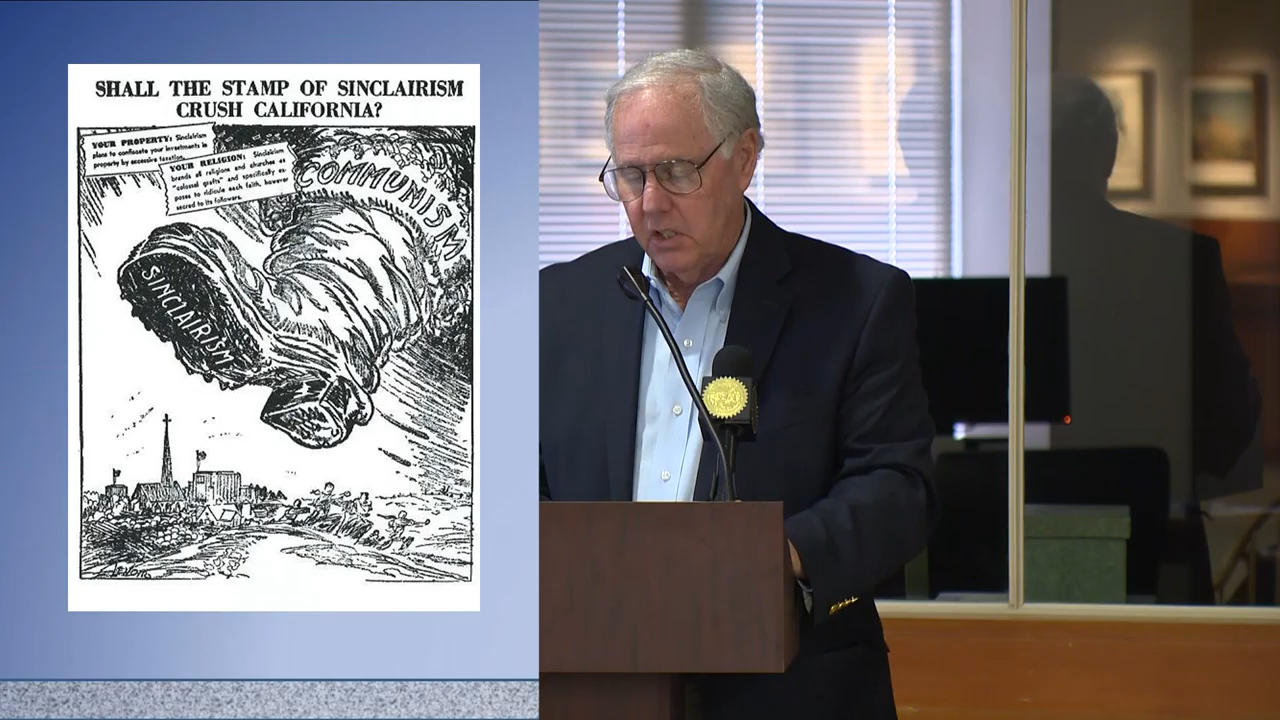 SHALL THE STAMP OF SINCLAIRISM
CRUSH CALIFORNIA?
YOUR PROPERTY: Sinclairism
plans to confiscate your investments in
property by excessive taxation.
YOUR RELIGION: Sinclairism
brands all religions and churches as
"colossal grafts" and specifically ex-
poses to ridicule each faith, however
sacred to its followers.
COMMUNISM
SINCLAIRISM